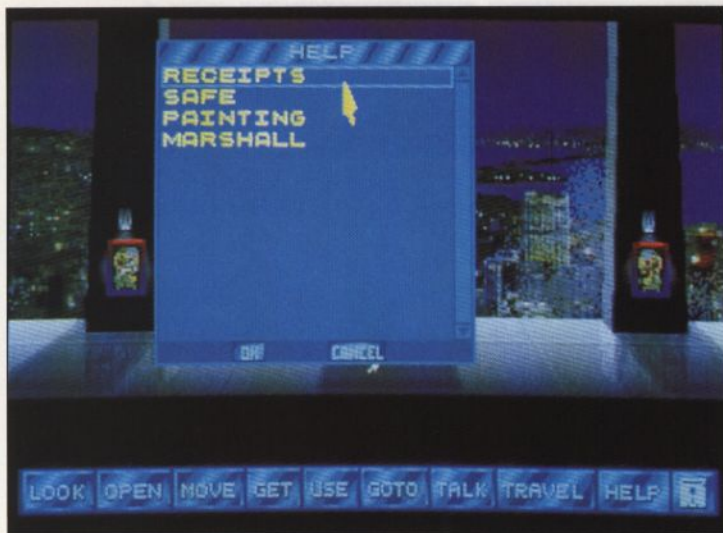 HELP
RECEIPTS
SAFE
PAINTING
MARSHALL
OK
CANCEL
LOOK OPEN MOVE GET USE GOTO TALK TRAVEL HELP